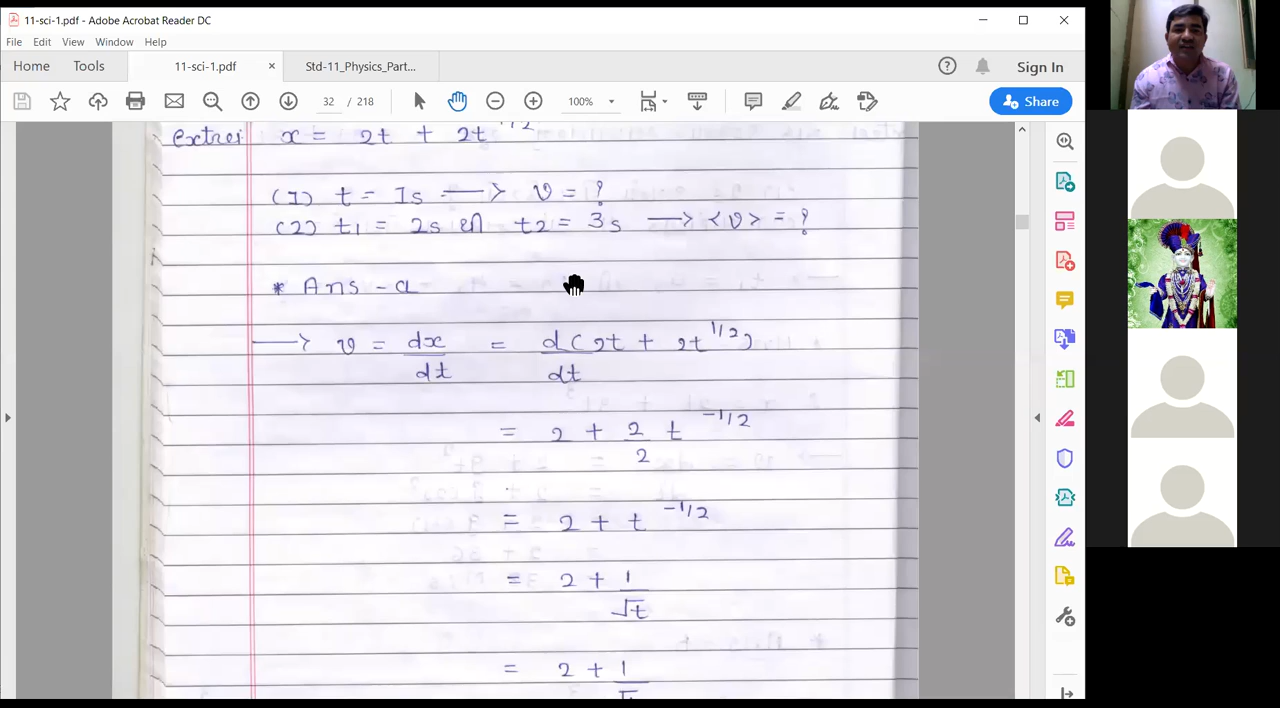 11-sci-1.pdf - Adobe Acrobat Reader DC
File Edit View Window Help
Home Tools 11-sci-1.pdf × Std-11_Physics_Part... Sign In
32 / 218 100% Share
x = 2t + 2t^1/2
(1) t = 1s → v = ?
(2) t1 = 2s t2 = 3s → <v> = ?
* Ans - a
→ v = dx/dt = d(2t + 2t^1/2)/dt
= 2 + 2/2 t^-1/2
= 2 + t^-1/2
= 2 + 1/√t
= 2 + 1/√